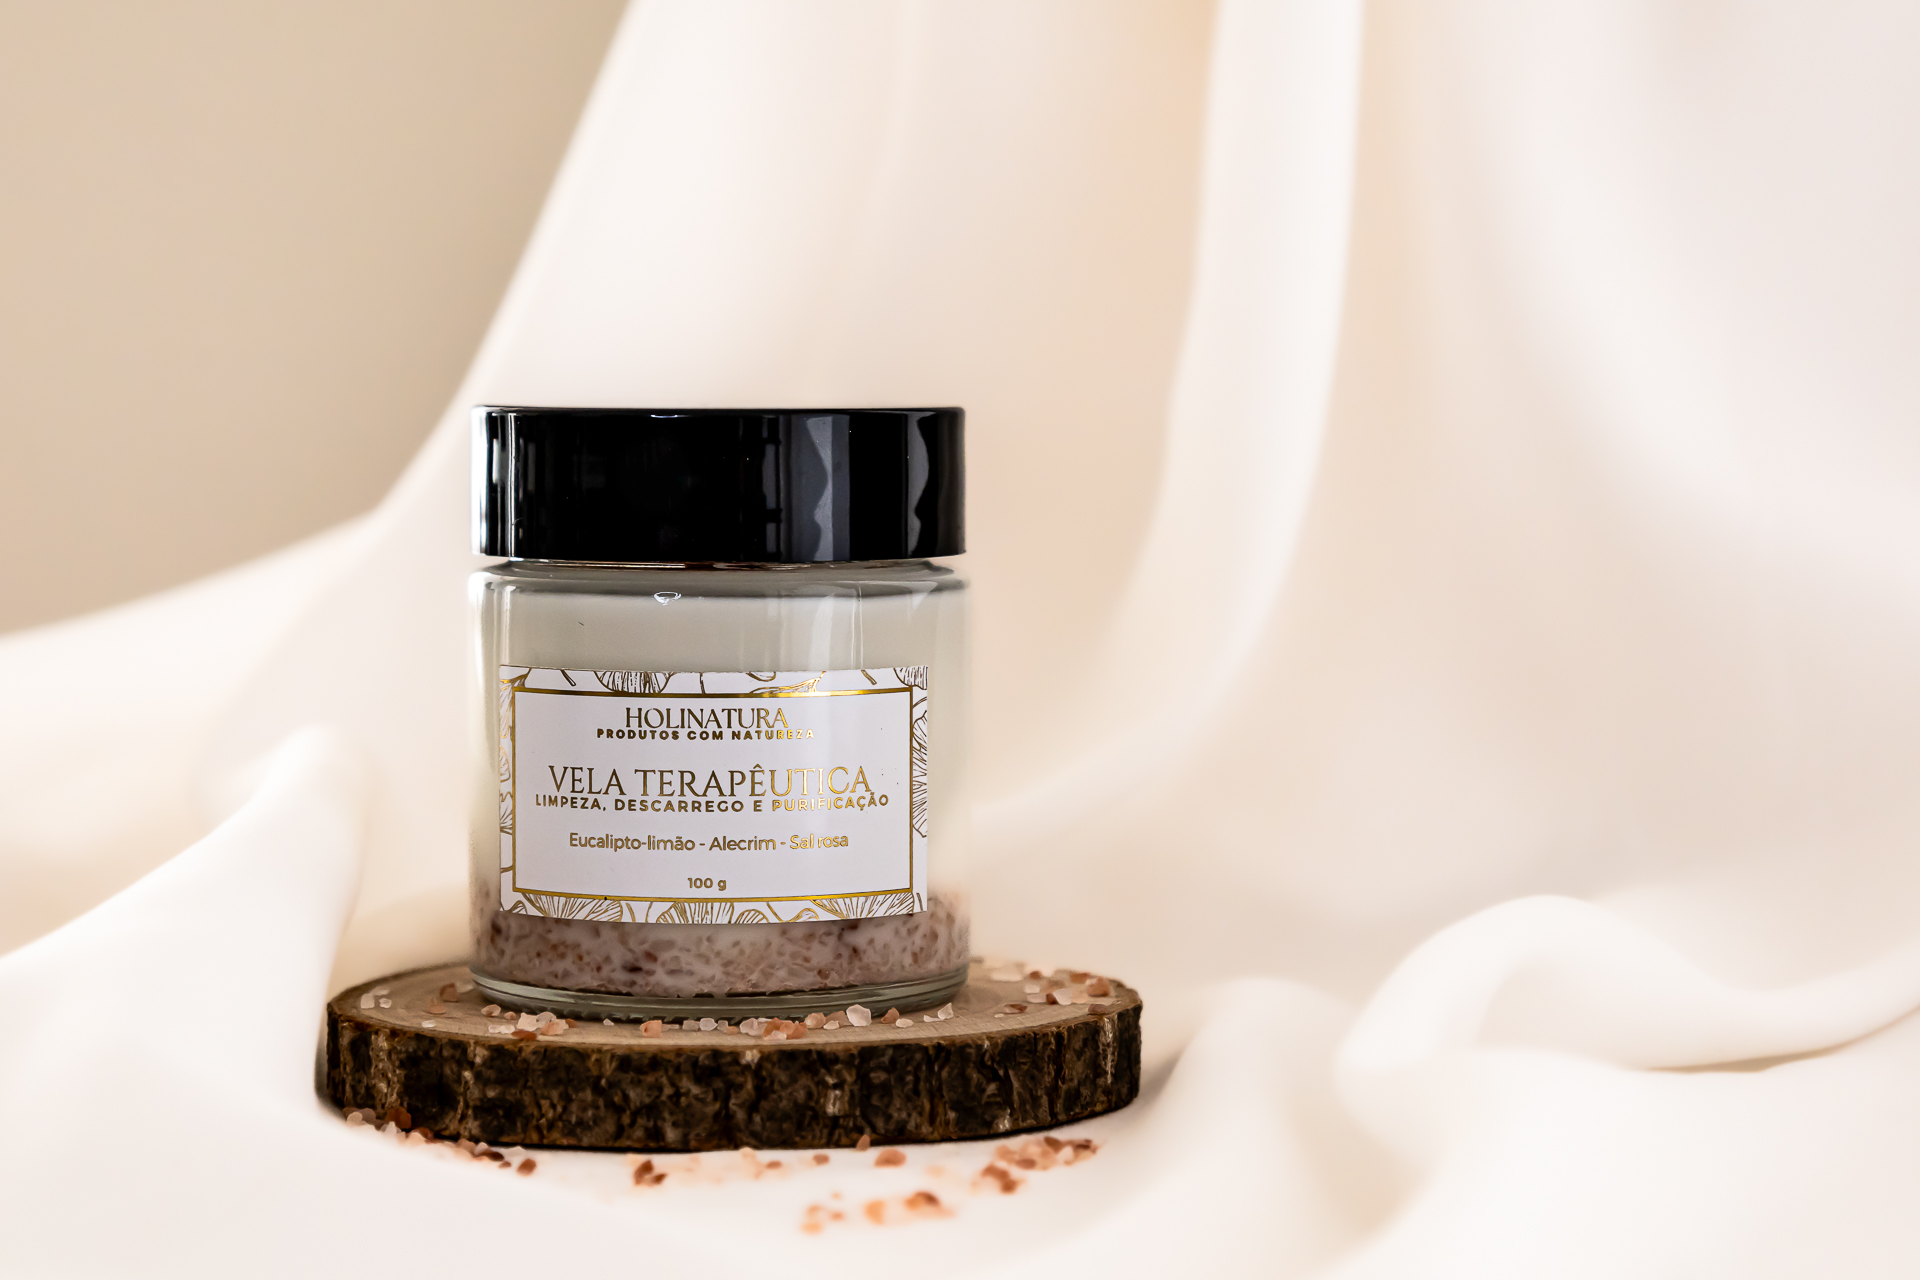 HOLINATURA
PRODUTOS COM NATUREZA
VELA TERAPÊUTICA
LIMPEZA, DESCARREGO E PURIFICAÇÃO
Eucalipto-limão - Alecrim - Sal rosa
100 g